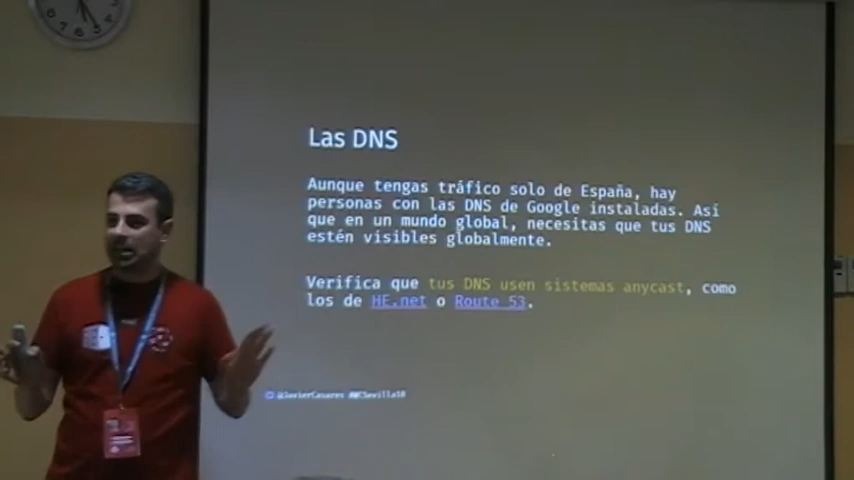 Las DNS
Aunque tengas tráfico solo de España, hay
personas con las DNS de Google instaladas. Así
que en un mundo global, necesitas que tus DNS
estén visibles globalmente.
Verifica que tus DNS usen sistemas anycast, como
los de HE.net o Route 53.
@JavierCasares #WCSevilla18